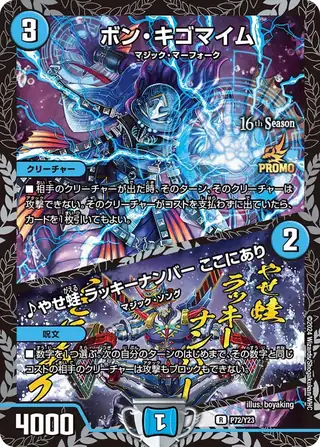 3
ボン・キゴマイム
マジック・マーフォーク
16th Season
PROMO
クリーチャー
■相手のクリーチャーが出た時、そのターン、そのクリーチャーは
攻撃できない。そのクリーチャーがコストを支払わずに出ていたら、
カードを1枚引いてもよい。
2
♪やせ蛙 ラッキーナンバー ここにあり
マジック・ソング
やせ蛙
ラッキー
ナンバー
呪文
■数字を1つ選ぶ。次の自分のターンのはじめまで、その数字と同じ
コストの相手クリーチャーは攻撃もブロックもできない。
illus. boyaking
4000
R P72/Y23